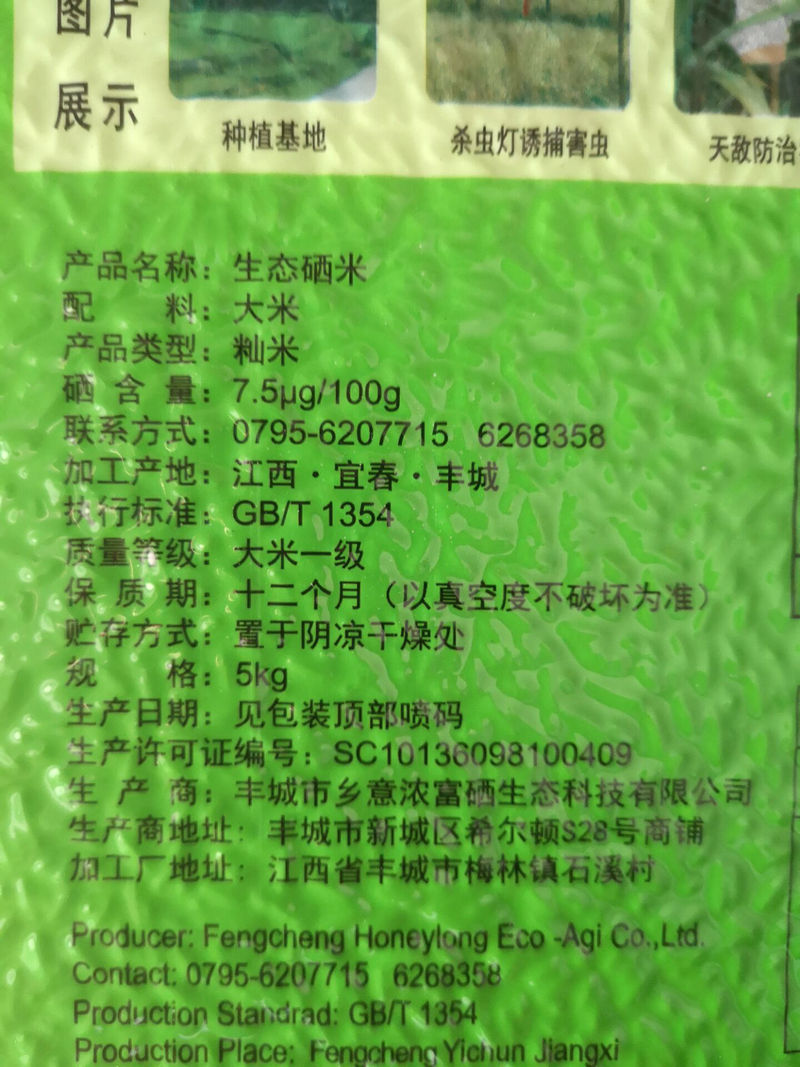 图片
展示
种植基地
杀虫灯诱捕害虫
天敌防治
产品名称：生态硒米
配料：大米
产品类型：籼米
硒含量：7.5μg/100g
联系方式：0795-6207715 6268358
加工产地：江西·宜春·丰城
执行标准：GB/T 1354
质量等级：大米一级
保质期：十二个月（以真空度不破坏为准）
贮存方式：置于阴凉干燥处
规格：5kg
生产日期：见包装顶部喷码
生产许可证编号：SC10136098100409
生产商：丰城市乡意浓富硒生态科技有限公司
生产商地址：丰城市新城区希尔顿S28号商铺
加工厂地址：江西省丰城市梅林镇石溪村
Producer: Fengcheng Honeylong Eco -Agi Co.,Ltd.
Contact: 0795-6207715 6268358
Production Standrad: GB/T 1354
Production Place: Fengcheng Yichun Jiangxi